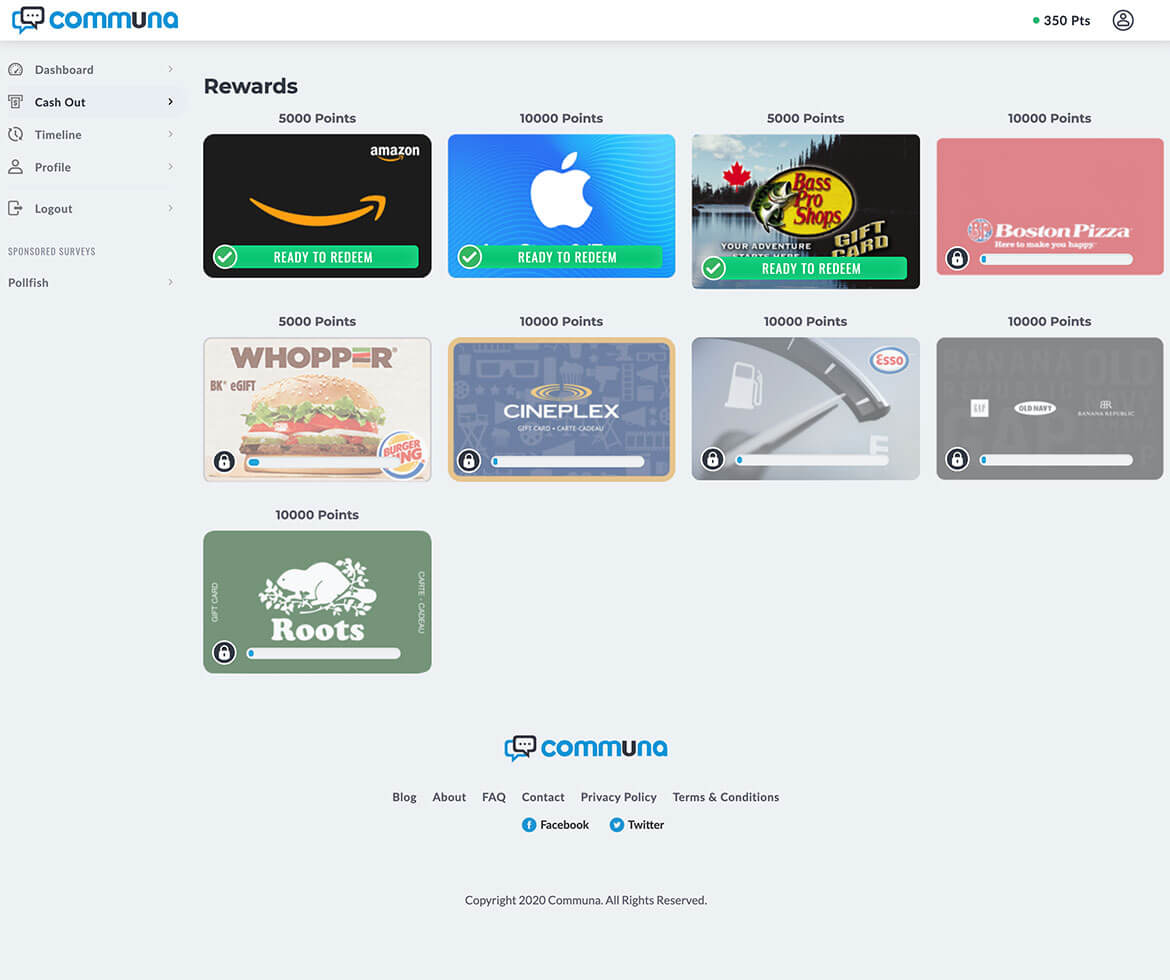 communa
350 Pts
Dashboard
Cash Out
Timeline
Profile
Logout
SPONSORED SURVEYS
Pollfish
Rewards
5000 Points
10000 Points
5000 Points
10000 Points
amazon
READY TO REDEEM
READY TO REDEEM
Bass
Pro
Shops
GIFT
CARD
YOUR ADVENTURE
STARTS HERE
READY TO REDEEM
Boston Pizza
Here to make you happy
5000 Points
10000 Points
10000 Points
10000 Points
WHOPPER®
BK® eGIFT
BURGER
CINEPLEX
GIFT CARD • CARTE-CADEAU
Esso
E
BANANA
OLD
GAP
OLD NAVY
BR
BANANA REPUBLIC
10000 Points
GIFT CARD
CARTE - CADEAU
Roots
communa
Blog About FAQ Contact Privacy Policy Terms & Conditions
Facebook Twitter
Copyright 2020 Communa. All Rights Reserved.